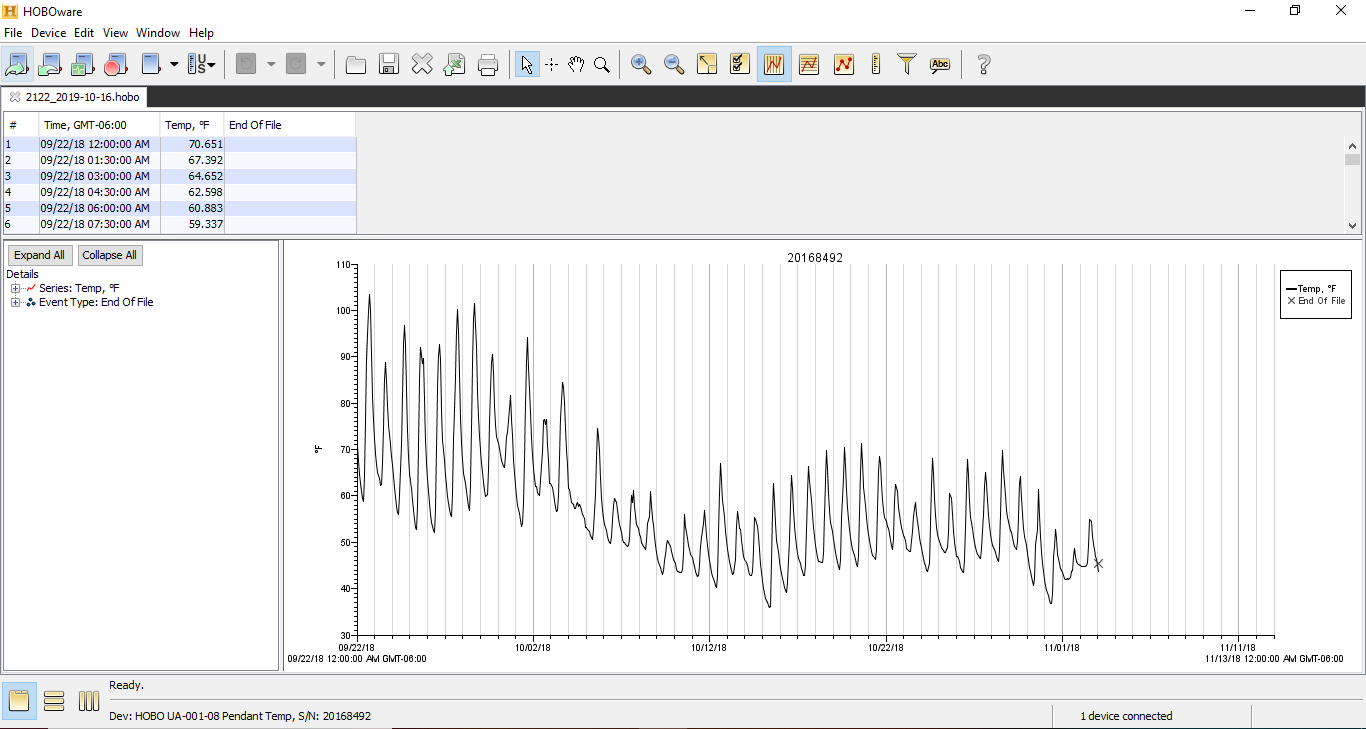 HOBOware
File Device Edit View Window Help
U
S
Abc
?
2122_2019-10-16.hobo
# Time, GMT-06:00 Temp, °F End Of File
1 09/22/18 12:00:00 AM 70.651
2 09/22/18 01:30:00 AM 67.392
3 09/22/18 03:00:00 AM 64.652
4 09/22/18 04:30:00 AM 62.598
5 09/22/18 06:00:00 AM 60.883
6 09/22/18 07:30:00 AM 59.337
Expand All Collapse All
Details
Series: Temp, °F
Event Type: End Of File
20168492
110
100
90
80
70
60
50
40
30
°F
Temp, °F
End Of File
09/22/18 10/02/18 10/12/18 10/22/18 11/01/18 11/11/18
09/22/18 12:00:00 AM GMT-06:00 11/13/18 12:00:00 AM GMT-06:00
Ready.
Dev: HOBO UA-001-08 Pendant Temp, S/N: 20168492 1 device connected